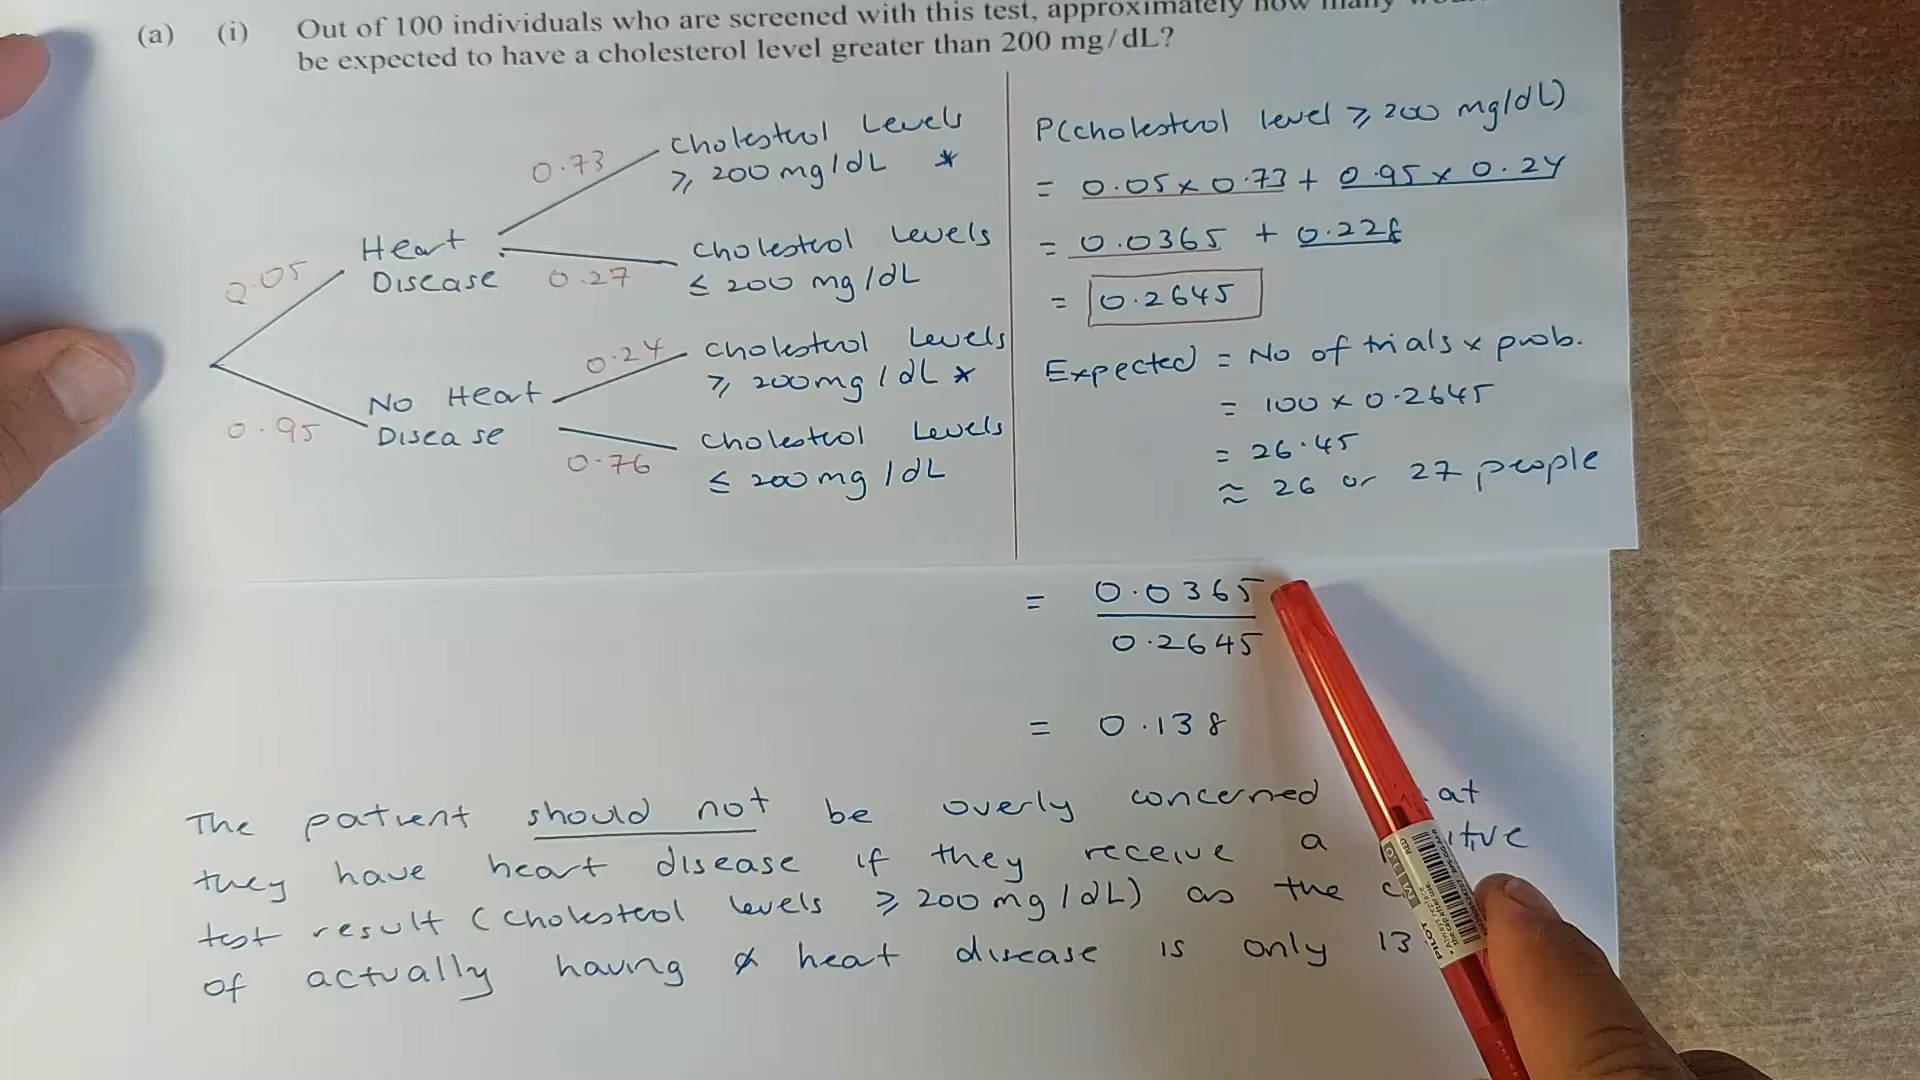 (a) (i) Out of 100 individuals who are screened with this test, approximately how many
be expected to have a cholesterol level greater than 200 mg/dL?
0.05
Heart
Disease
0.73
Cholestrol Levels
⩾ 200 mg/dL *
0.27
Cholestrol Levels
≤ 200 mg/dL
0.95
No Heart
Disease
0.24
Cholestrol Levels
⩾ 200mg/dL *
0.76
Cholestrol Levels
≤ 200mg/dL
P(cholestrol level ⩾ 200 mg/dL)
= 0.05 x 0.73 + 0.95 x 0.24
= 0.0365 + 0.228
= 0.2645
Expected = No of trials x prob.
= 100 x 0.2645
= 26.45
≈ 26 or 27 people
= 0.0365
0.2645
= 0.138
The patient should not be overly concerned at
they have heart disease if they receive a itve
test result (cholesterol levels ⩾ 200 mg/dL) as the
of actually having heart disease is only 13
PILOT
RED